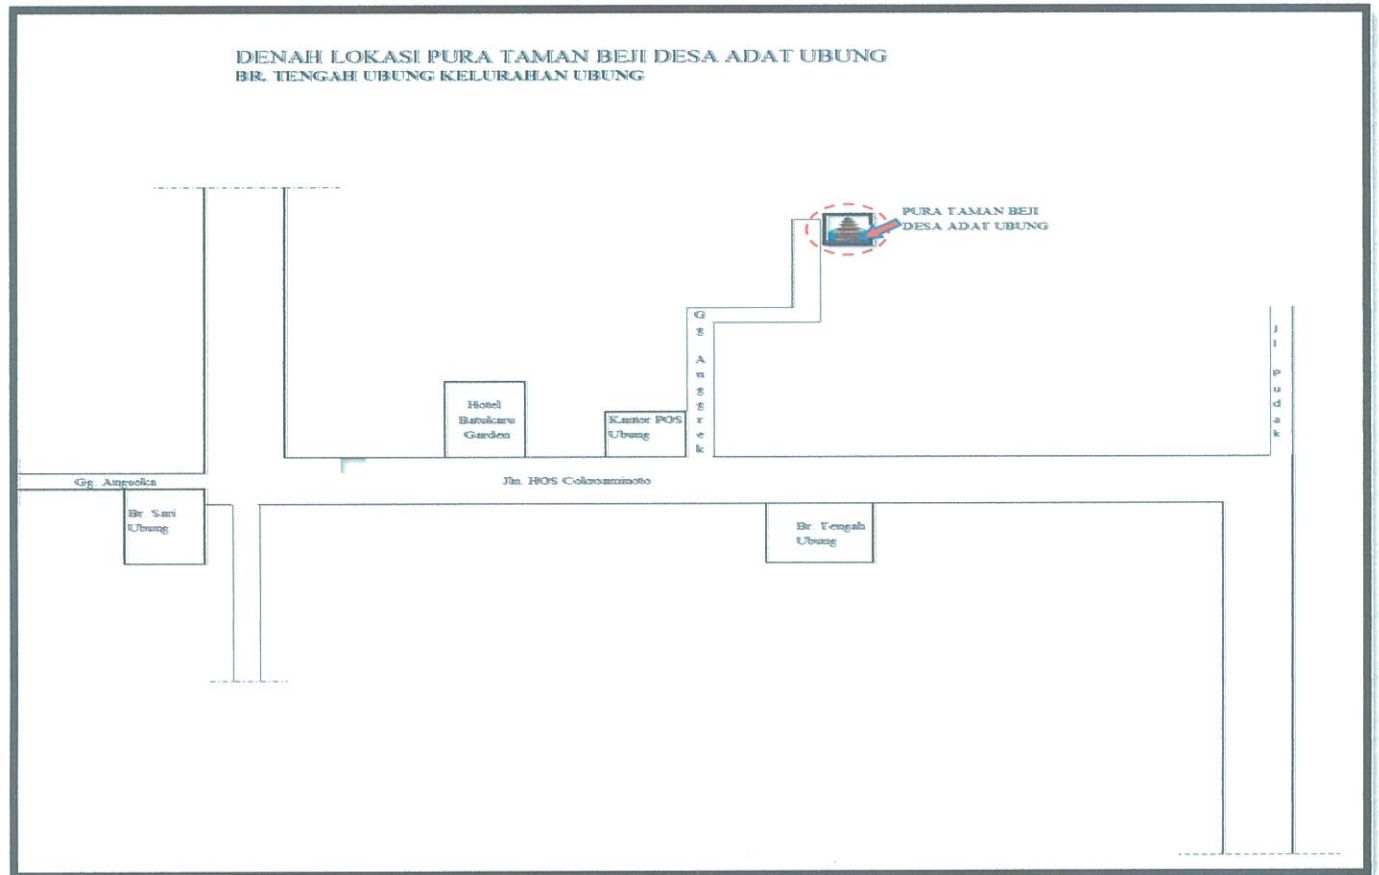 DENAH LOKASI PURA TAMAN BEJI DESA ADAT UBUNG
BR. TENGAH UBUNG KELURAHAN UBUNG
PURA TAMAN BEJI
DESA ADAT UBUNG
Gg Anggrek
Jl Pudak
Hotel
Batukaru
Garden
Kantor POS
Ubung
Gg. Angsoka
Jln. HOS Cokroaminoto
Br. Sari
Ubung
Br. Tengah
Ubung